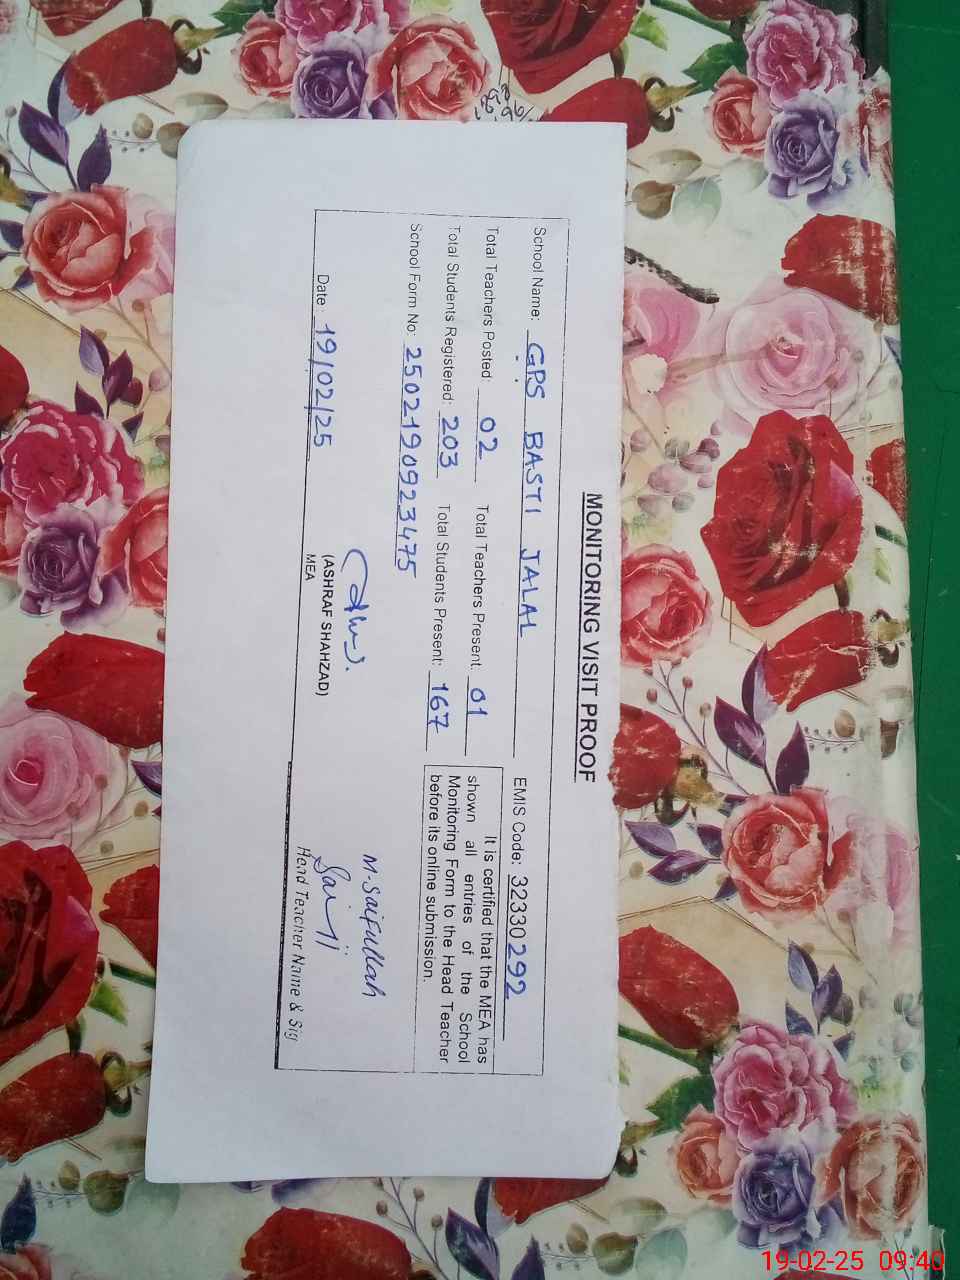 MONITORING VISIT PROOF
School Name: GPS BASTI JALAL EMIS Code: 32330292
Total Teachers Posted: 02 Total Teachers Present: 01
Total Students Registered: 203 Total Students Present: 167
School Form No: 2502190923475
It is certified that the MEA has
shown all entries of the School
Monitoring Form to the Head Teacher
before its online submission.
M. Saifullah
Date: 19/02/25 (ASHRAF SHAHZAD)
MEA
Head Teacher Name & Sig
19-02-25 09:40